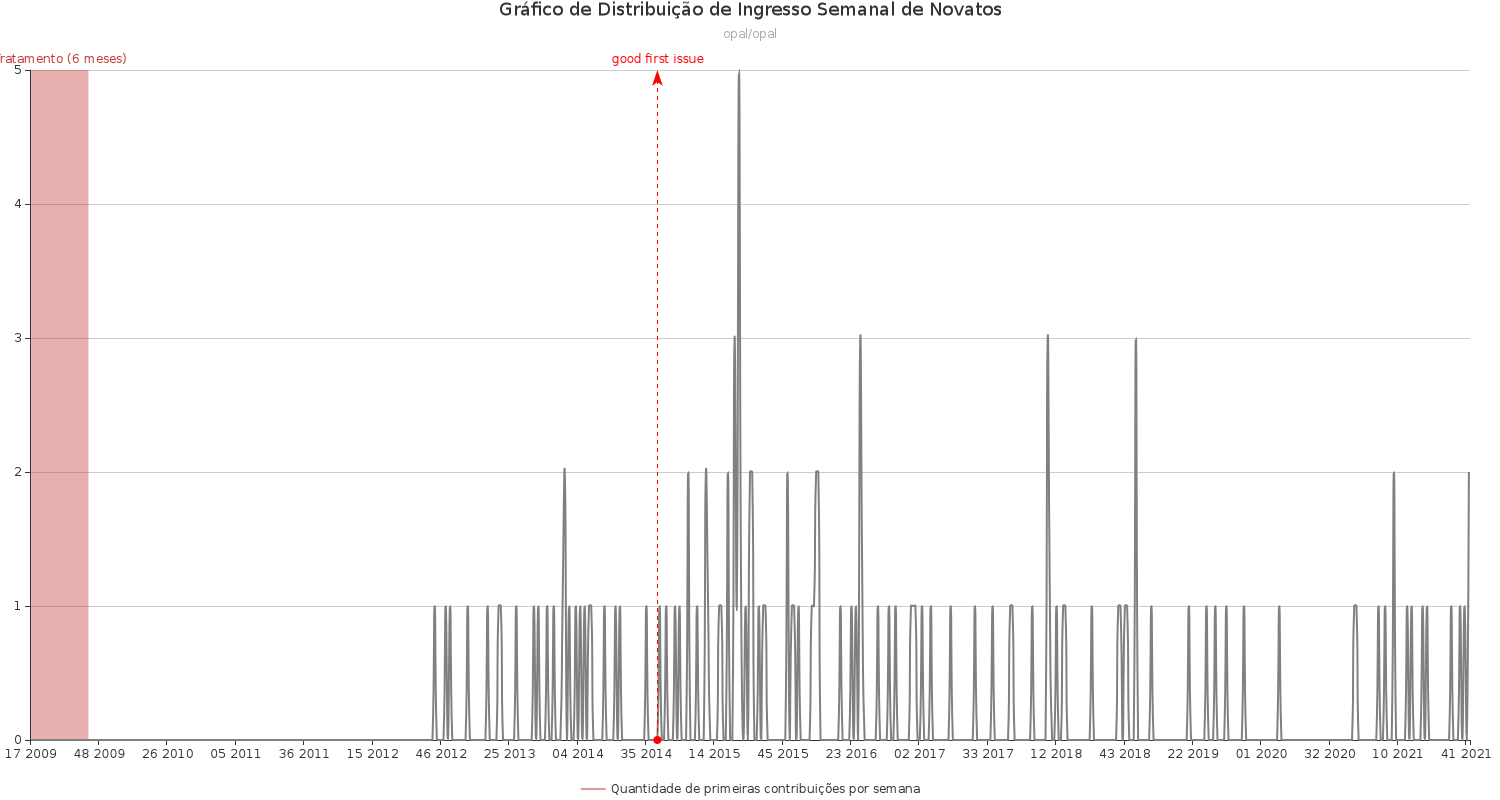 Gráfico de Distribuição de Ingresso Semanal de Novatos
opal/opal
ratamento (6 meses)
good first issue
5
4
3
2
1
0
17 2009 48 2009 26 2010 05 2011 36 2011 15 2012 46 2012 25 2013 04 2014 35 2014 14 2015 45 2015 23 2016 02 2017 33 2017 12 2018 43 2018 22 2019 01 2020 32 2020 10 2021 41 2021
Quantidade de primeiras contribuições por semana